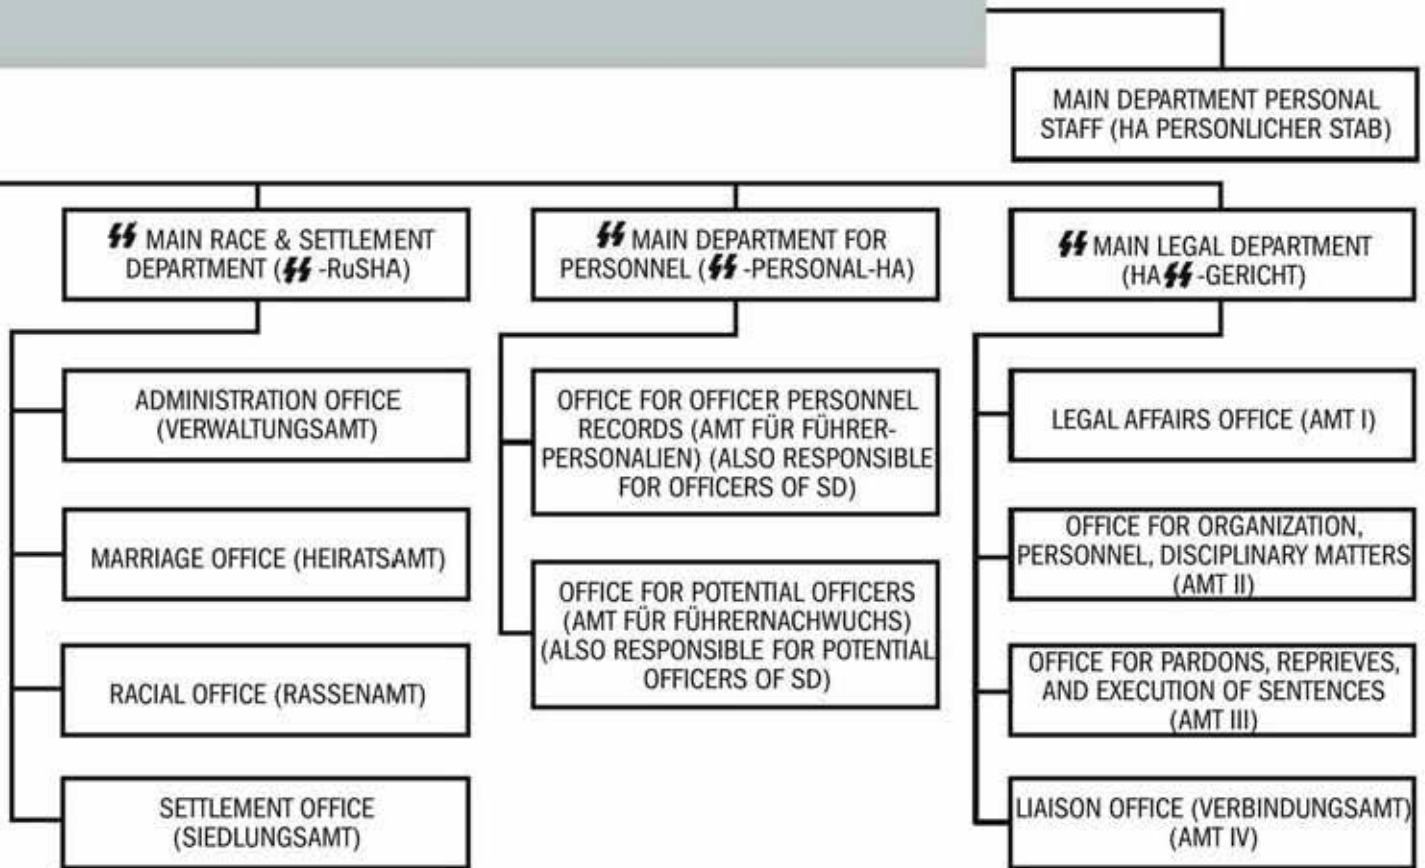 MAIN DEPARTMENT PERSONAL
STAFF (HA PERSONLICHER STAB)
SS MAIN RACE & SETTLEMENT
DEPARTMENT (SS-RuSHA)
ADMINISTRATION OFFICE
(VERWALTUNGSAMT)
MARRIAGE OFFICE (HEIRATSAMT)
RACIAL OFFICE (RASSENAMT)
SETTLEMENT OFFICE
(SIEDLUNGSAMT)
SS MAIN DEPARTMENT FOR
PERSONNEL (SS-PERSONAL-HA)
OFFICE FOR OFFICER PERSONNEL
RECORDS (AMT FÜR FÜHRER-
PERSONALIEN) (ALSO RESPONSIBLE
FOR OFFICERS OF SD)
OFFICE FOR POTENTIAL OFFICERS
(AMT FÜR FÜHRERNACHWUCHS)
(ALSO RESPONSIBLE FOR POTENTIAL
OFFICERS OF SD)
SS MAIN LEGAL DEPARTMENT
(HA SS-GERICHT)
LEGAL AFFAIRS OFFICE (AMT I)
OFFICE FOR ORGANIZATION,
PERSONNEL, DISCIPLINARY MATTERS
(AMT II)
OFFICE FOR PARDONS, REPRIEVES,
AND EXECUTION OF SENTENCES
(AMT III)
LIAISON OFFICE (VERBINDUNGSAMT)
(AMT IV)